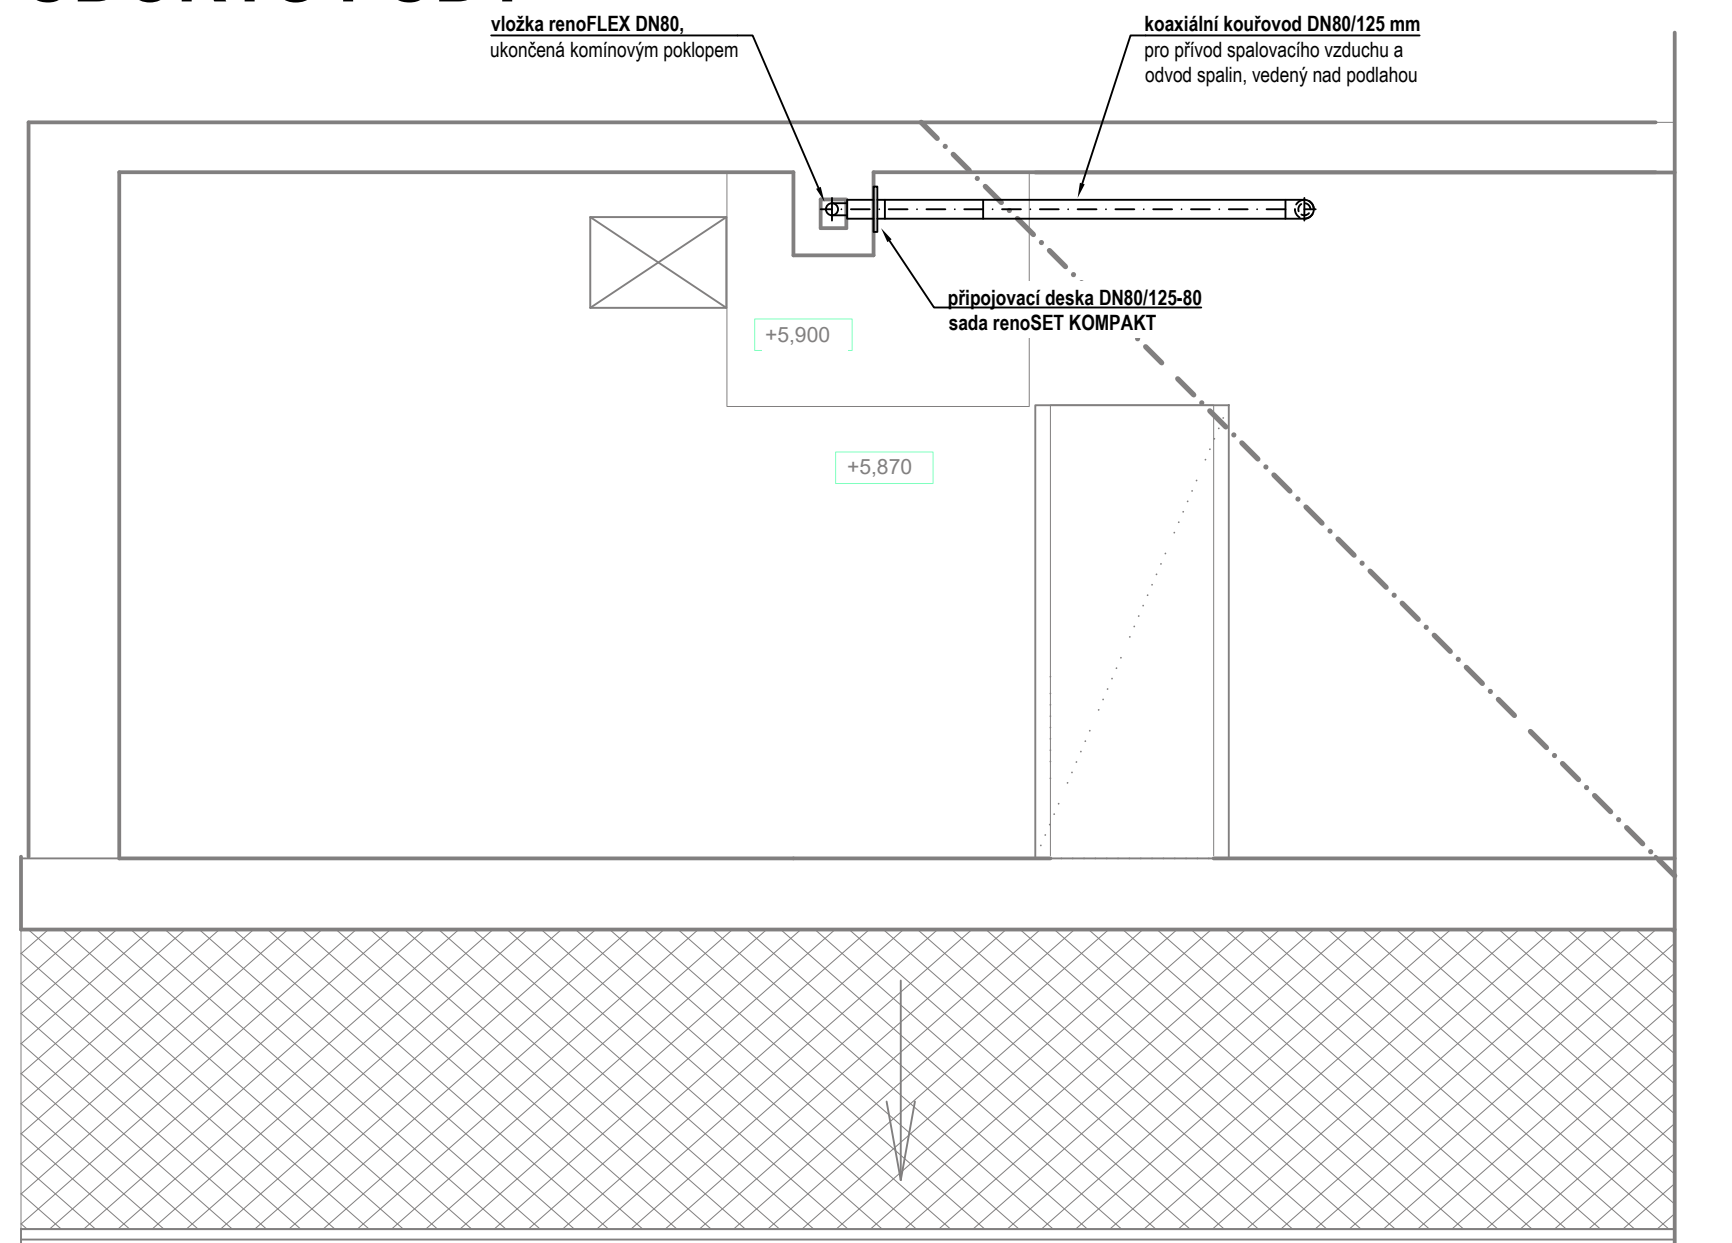 vložka renoFLEX DN80,
ukončená komínovým poklopem
koaxiální kouřovod DN80/125 mm
pro přívod spalovacího vzduchu a
odvod spalin, vedený nad podlahou
připojovací deska DN80/125-80
sada renoSET KOMPAKT
+5,900
+5,870